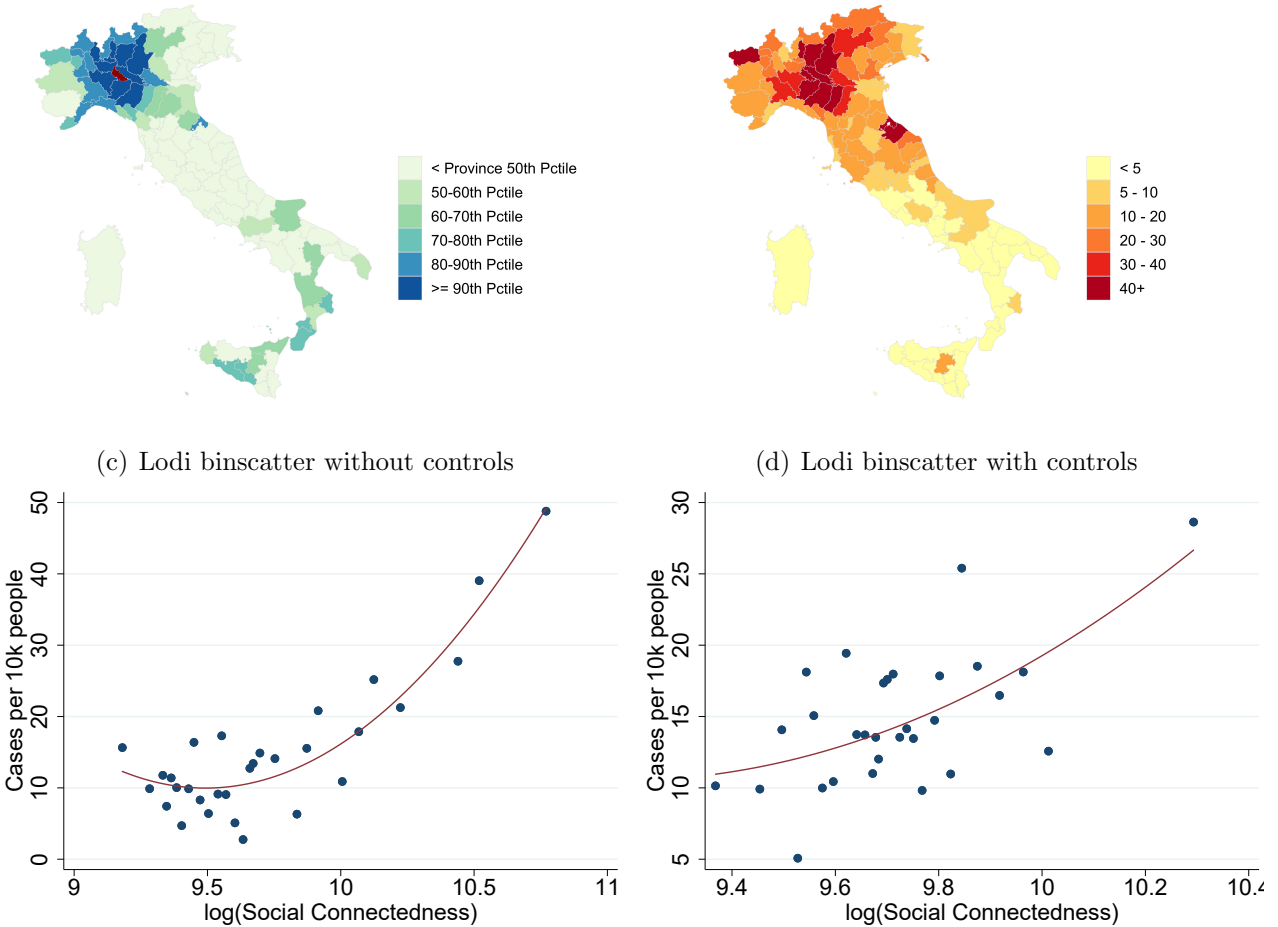 < Province 50th Pctile
50-60th Pctile
60-70th Pctile
70-80th Pctile
80-90th Pctile
>= 90th Pctile
< 5
5 - 10
10 - 20
20 - 30
30 - 40
40+
(c) Lodi binscatter without controls
50
40
30
20
10
0
Cases per 10k people
9
9.5
10
10.5
11
log(Social Connectedness)
(d) Lodi binscatter with controls
30
25
20
15
10
5
Cases per 10k people
9.4
9.6
9.8
10
10.2
log(Social Connectedness)